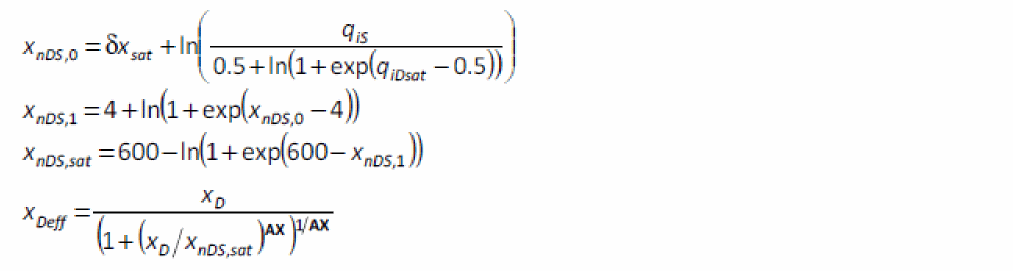 x_{nDS,0} = δx_{sat} + ln(q_{iS} / (0.5 + ln(1 + exp(q_{iDsat} − 0.5))))
x_{nDS,1} = 4 + ln(1 + exp(x_{nDS,0} − 4))
x_{nDS,sat} = 600 − ln(1 + exp(600 − x_{nDS,1}))
x_{Deff} = x_D / (1 + (x_D / x_{nDS,sat})^{AX})^{1/AX}